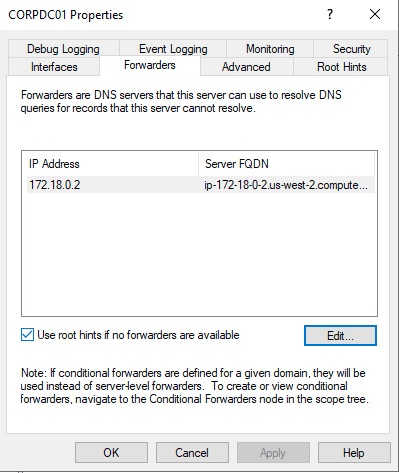 CORPDC01 Properties
Debug Logging Event Logging Monitoring Security
Interfaces Forwarders Advanced Root Hints
Forwarders are DNS servers that this server can use to resolve DNS
queries for records that this server cannot resolve.
IP Address Server FQDN
172.18.0.2 ip-172-18-0-2.us-west-2.compute...
Use root hints if no forwarders are available Edit...
Note: If conditional forwarders are defined for a given domain, they will be
used instead of server-level forwarders. To create or view conditional
forwarders, navigate to the Conditional Forwarders node in the scope tree.
OK Cancel Apply Help